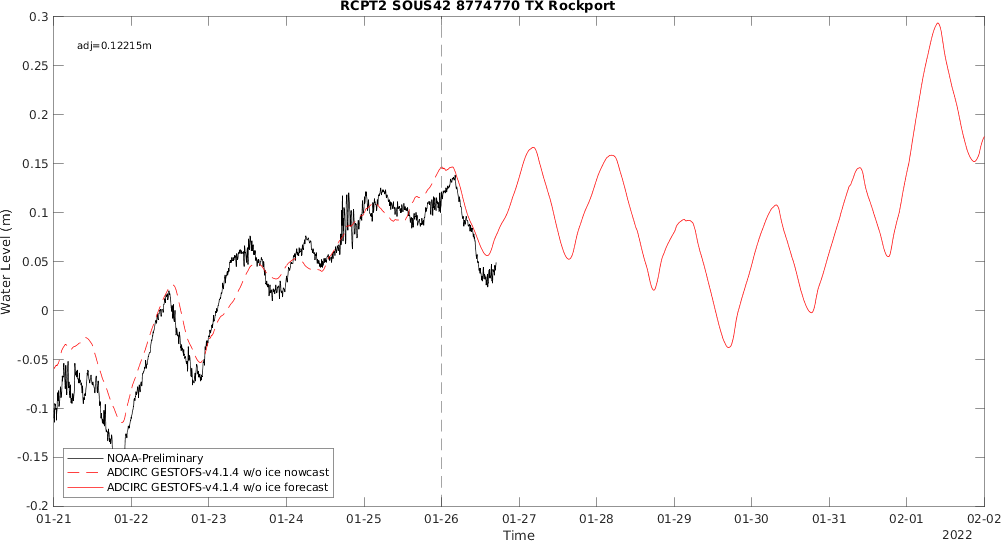 RCPT2 SOUS42 8774770 TX Rockport
adj=0.12215m
0.3
0.25
0.2
0.15
0.1
0.05
0
-0.05
-0.1
-0.15
-0.2
Water Level (m)
NOAA-Preliminary
ADCIRC GESTOFS-v4.1.4 w/o ice nowcast
ADCIRC GESTOFS-v4.1.4 w/o ice forecast
01-21 01-22 01-23 01-24 01-25 01-26 01-27 01-28 01-29 01-30 01-31 02-01 02-02
Time
2022